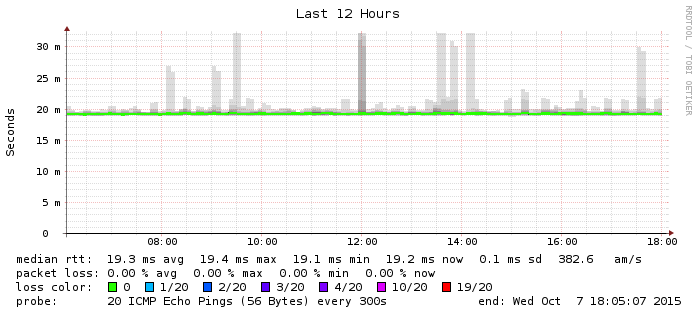 Last 12 Hours
RRDTOOL / TOBI OETIKER
Seconds
30 m
25 m
20 m
15 m
10 m
5 m
0
08:00 10:00 12:00 14:00 16:00 18:00
median rtt: 19.3 ms avg 19.4 ms max 19.1 ms min 19.2 ms now 0.1 ms sd 382.6 am/s
packet loss: 0.00 % avg 0.00 % max 0.00 % min 0.00 % now
loss color: 0 1/20 2/20 3/20 4/20 10/20 19/20
probe: 20 ICMP Echo Pings (56 Bytes) every 300s end: Wed Oct 7 18:05:07 2015